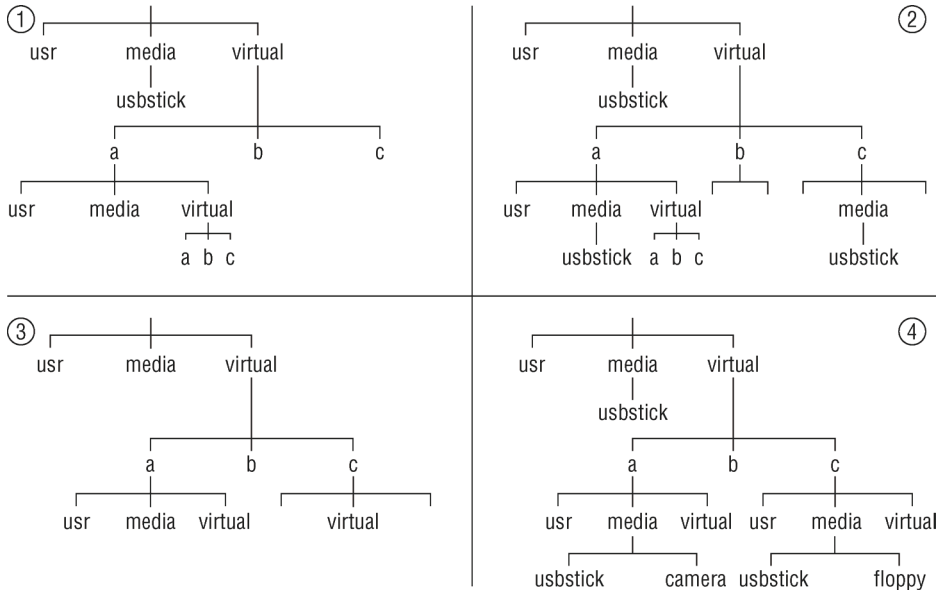 1
usr media virtual
usbstick
a b c
usr media virtual
a b c
2
usr media virtual
usbstick
a b c
usr media virtual media
usbstick a b c usbstick
3
usr media virtual
a b c
usr media virtual virtual
4
usr media virtual
usbstick
a b c
usr media virtual usr media virtual
usbstick camera usbstick floppy